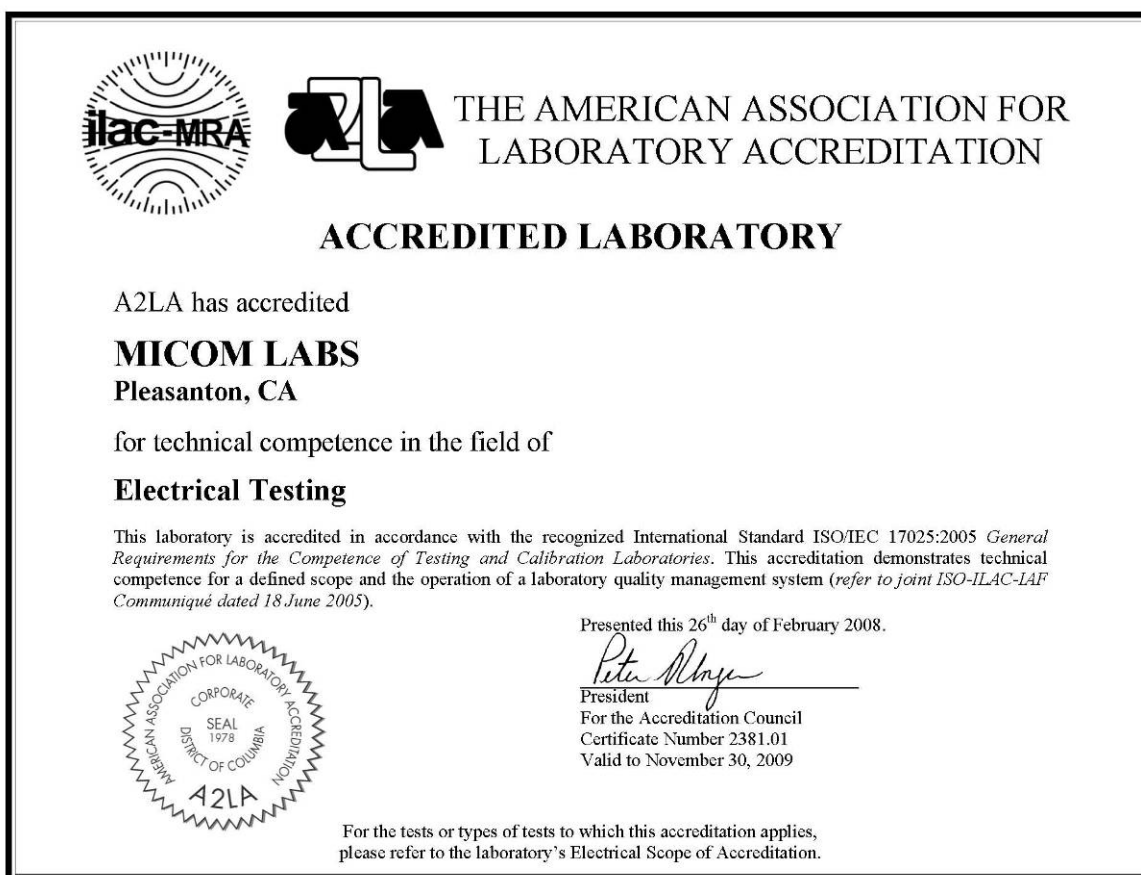 ilac-MRA
A2LA
THE AMERICAN ASSOCIATION FOR
LABORATORY ACCREDITATION
ACCREDITED LABORATORY
A2LA has accredited
MICOM LABS
Pleasanton, CA
for technical competence in the field of
Electrical Testing
This laboratory is accredited in accordance with the recognized International Standard ISO/IEC 17025:2005 General
Requirements for the Competence of Testing and Calibration Laboratories. This accreditation demonstrates technical
competence for a defined scope and the operation of a laboratory quality management system (refer to joint ISO-ILAC-IAF
Communiqué dated 18 June 2005).
Presented this 26th day of February 2008.
President
For the Accreditation Council
Certificate Number 2381.01
Valid to November 30, 2009
AMERICAN ASSOCIATION FOR LABORATORY ACCREDITATION
CORPORATE
SEAL
1978
DISTRICT OF COLUMBIA
A2LA
For the tests or types of tests to which this accreditation applies,
please refer to the laboratory's Electrical Scope of Accreditation.